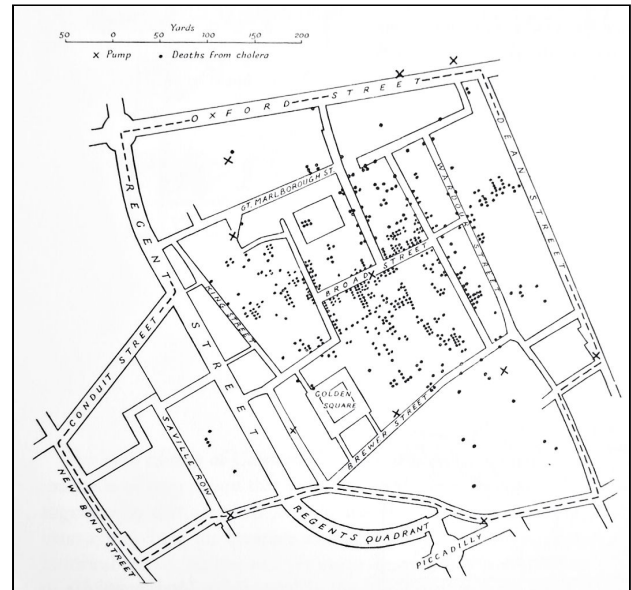 Yards
50 0 50 100 150 200
× Pump • Deaths from cholera
OXFORD STREET
REGENT STREET
GT. MARLBOROUGH ST.
DEAN STREET
WARDOUR STREET
BROAD STREET
KING STREET
CONDUIT STREET
GOLDEN
SQUARE
SAVILLE ROW
BREWER STREET
NEW BOND STREET
REGENTS QUADRANT
PICCADILLY